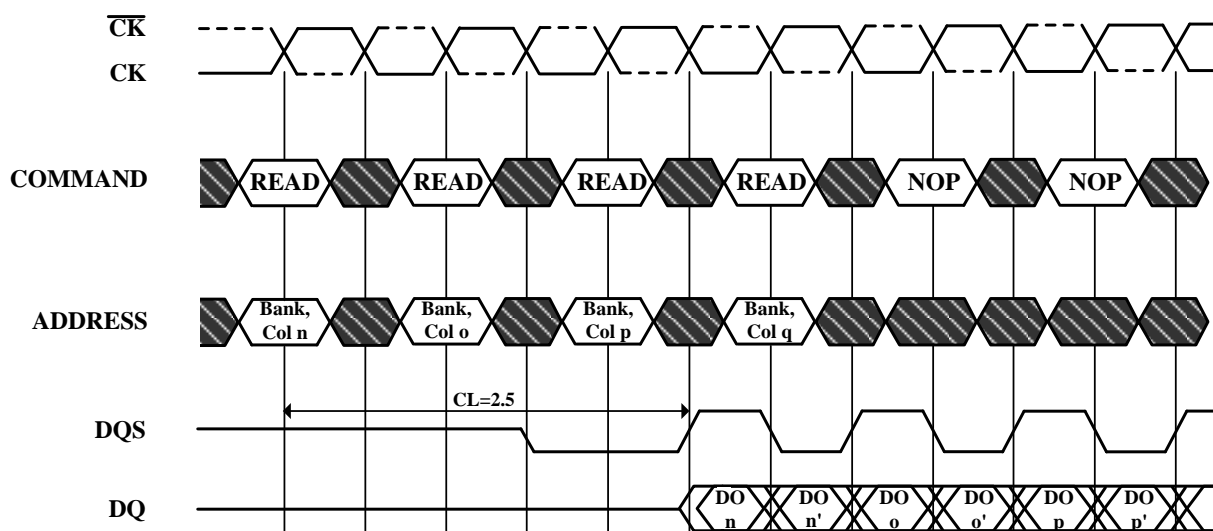 CK
CK
COMMAND READ READ READ READ NOP NOP
ADDRESS Bank, Col n Bank, Col o Bank, Col p Bank, Col q
CL=2.5
DQS
DQ DO n DO n' DO o DO o' DO p DO p'